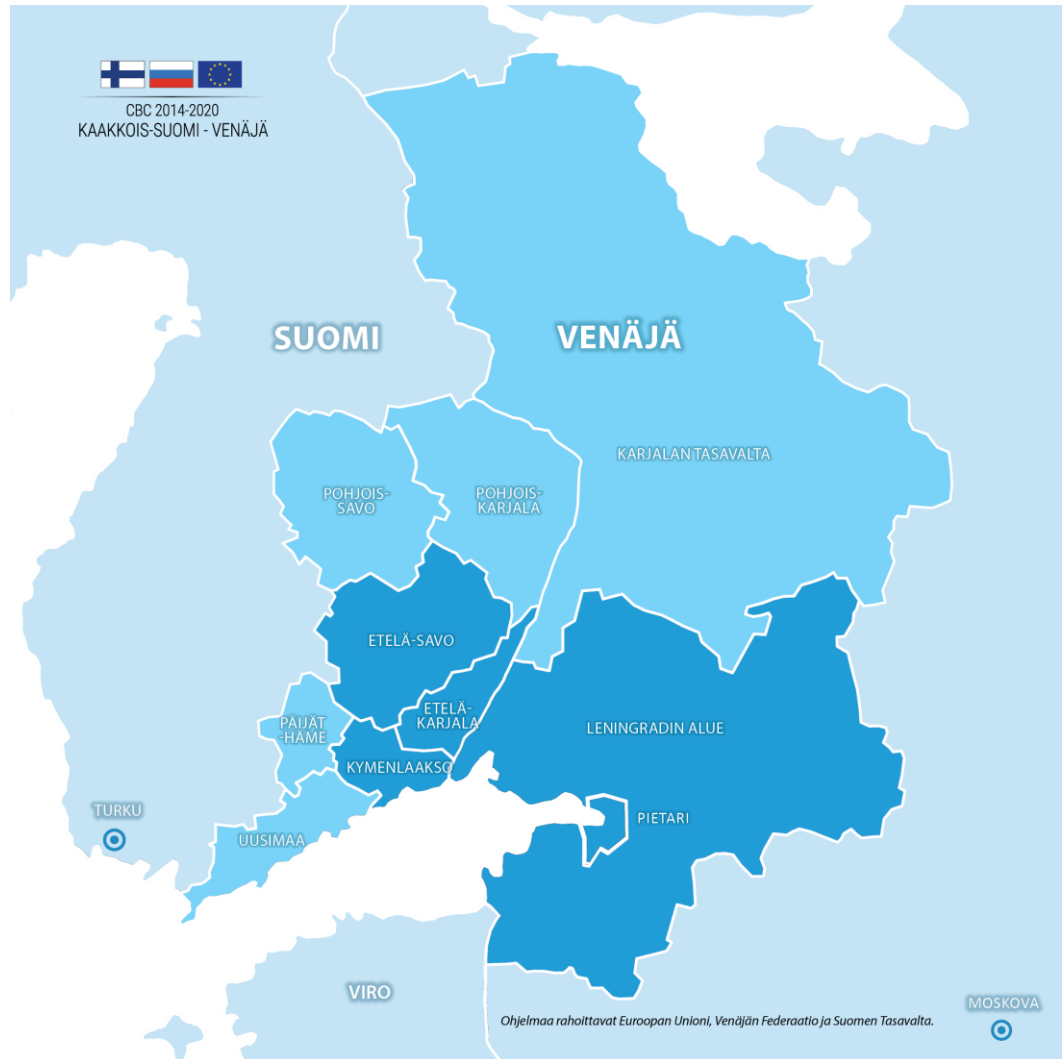 CBC 2014-2020
KAAKKOIS-SUOMI - VENÄJÄ
SUOMI
VENÄJÄ
KARJALAN TASAVALTA
POHJOIS-
SAVO
POHJOIS-
KARJALA
ETELÄ-SAVO
ETELÄ-
KARJALA
PÄIJÄT
-HÄME
LENINGRADIN ALUE
KYMENLAAKSO
TURKU
UUSIMAA
PIETARI
VIRO
MOSKOVA
Ohjelmaa rahoittavat Euroopan Unioni, Venäjän Federaatio ja Suomen Tasavalta.